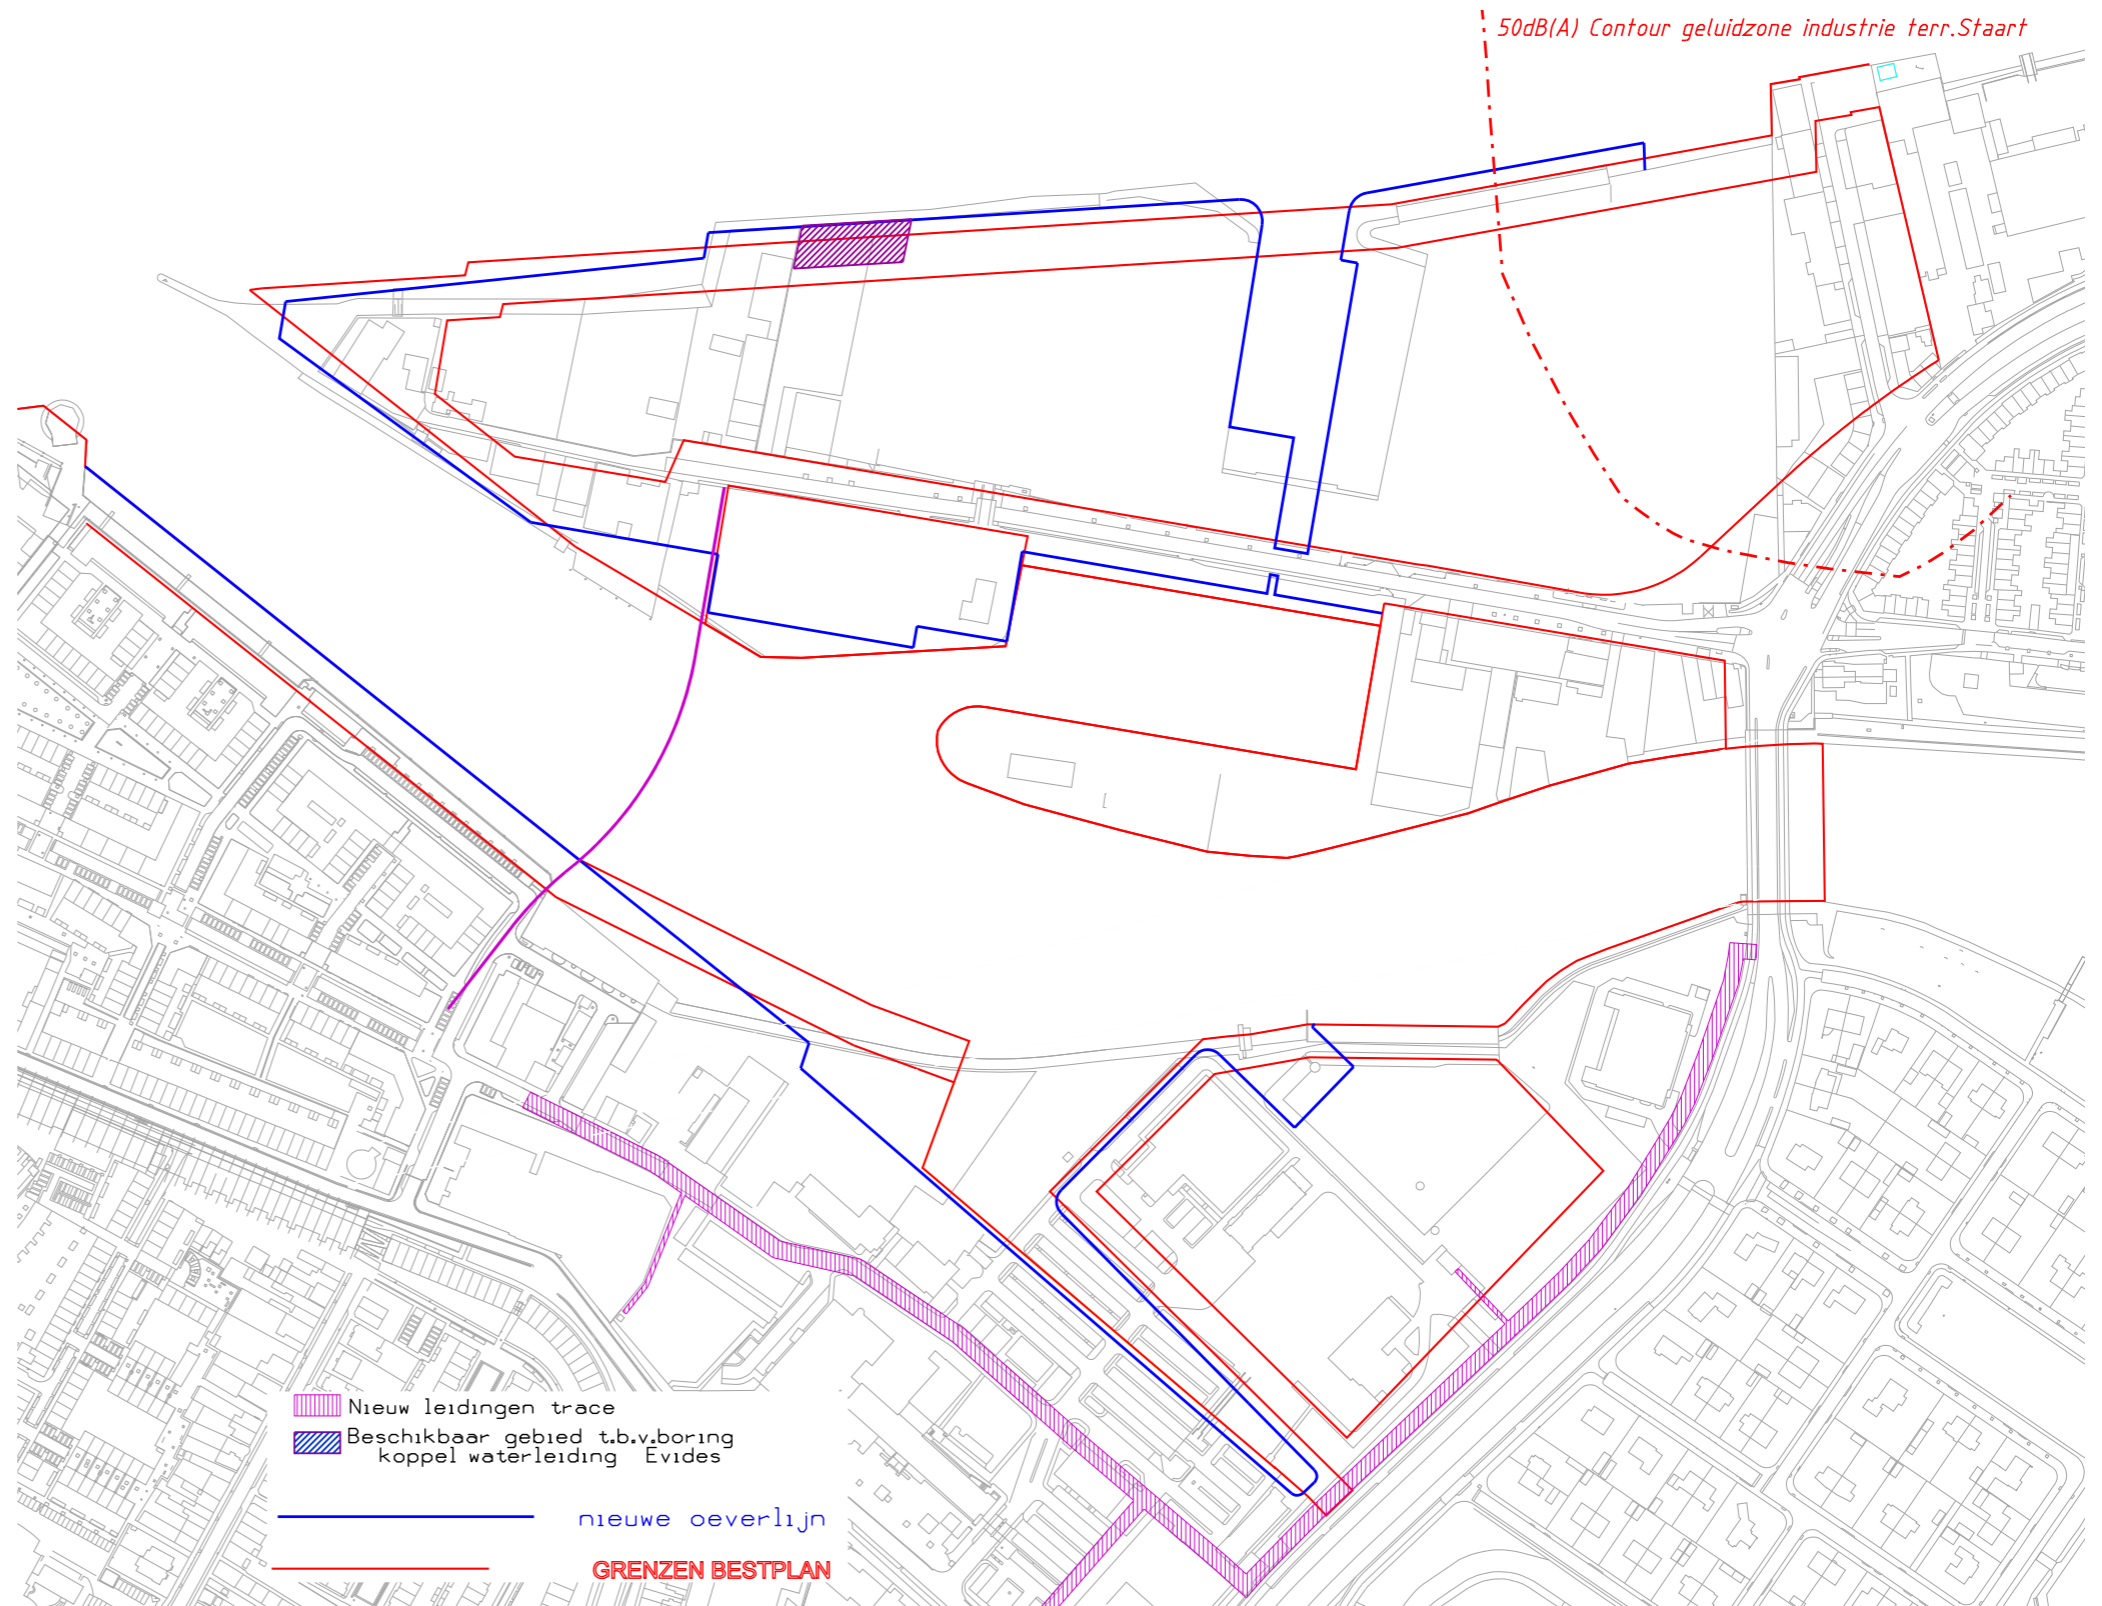 50dB(A) Contour geluidzone industrie terr.Staart
Nieuw leidingen trace
Beschikbaar gebied t.b.v.boring
koppel waterleiding Evides
nieuwe oeverlijn
GRENZEN BESTPLAN